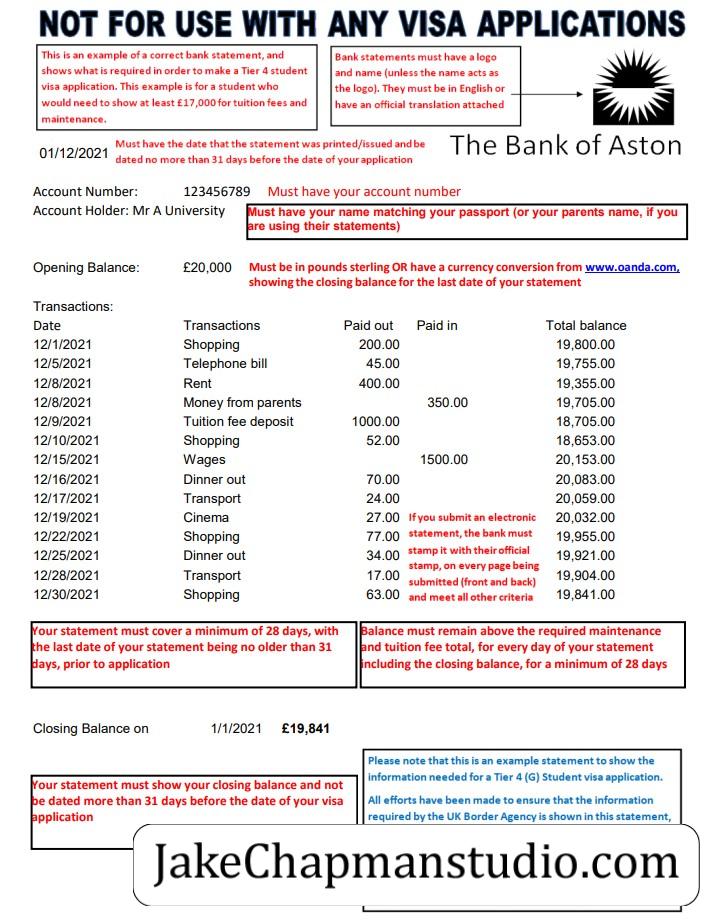 NOT FOR USE WITH ANY VISA APPLICATIONS
This is an example of a correct bank statement, and
shows what is required in order to make a Tier 4 student
visa application. This example is for a student who
would need to show at least £17,000 for tuition fees and
maintenance.
Bank statements must have a logo
and name (unless the name acts as
the logo). They must be in English or
have an official translation attached
The Bank of Aston
01/12/2021 Must have the date that the statement was printed/issued and be
dated no more than 31 days before the date of your application
Account Number: 123456789 Must have your account number
Account Holder: Mr A University
Must have your name matching your passport (or your parents name, if you
are using their statements)
Opening Balance: £20,000 Must be in pounds sterling OR have a currency conversion from www.oanda.com,
showing the closing balance for the last date of your statement
Transactions:
Date Transactions Paid out Paid in Total balance
12/1/2021 Shopping 200.00 19,800.00
12/5/2021 Telephone bill 45.00 19,755.00
12/8/2021 Rent 400.00 19,355.00
12/8/2021 Money from parents 350.00 19,705.00
12/9/2021 Tuition fee deposit 1000.00 18,705.00
12/10/2021 Shopping 52.00 18,653.00
12/15/2021 Wages 1500.00 20,153.00
12/16/2021 Dinner out 70.00 20,083.00
12/17/2021 Transport 24.00 20,059.00
12/19/2021 Cinema 27.00 If you submit an electronic 20,032.00
12/22/2021 Shopping 77.00 statement, the bank must 19,955.00
12/25/2021 Dinner out 34.00 stamp it with their official 19,921.00
12/28/2021 Transport 17.00 stamp, on every page being 19,904.00
submitted (front and back)
12/30/2021 Shopping 63.00 and meet all other criteria 19,841.00
Your statement must cover a minimum of 28 days, with
the last date of your statement being no older than 31
days, prior to application
Balance must remain above the required maintenance
and tuition fee total, for every day of your statement
including the closing balance, for a minimum of 28 days
Closing Balance on 1/1/2021 £19,841
Your statement must show your closing balance and not
be dated more than 31 days before the date of your visa
application
Please note that this is an example statement to show the
information needed for a Tier 4 (G) Student visa application.
All efforts have been made to ensure that the information
required by the UK Border Agency is shown in this statement,
JakeChapmanstudio.com